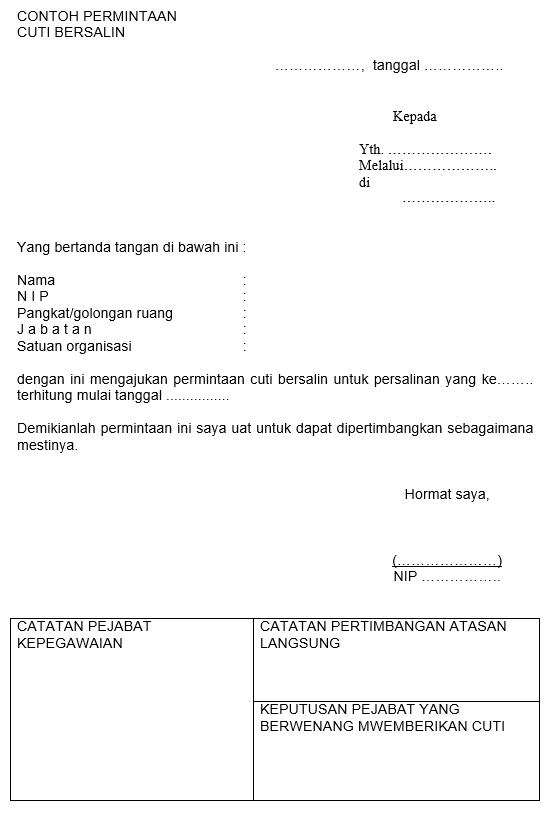 CONTOH PERMINTAAN
CUTI BERSALIN
………………, tanggal ……………..
Kepada
Yth. ………………….
Melalui………………..
di
………………..
Yang bertanda tangan di bawah ini :
Nama :
N I P :
Pangkat/golongan ruang :
J a b a t a n :
Satuan organisasi :
dengan ini mengajukan permintaan cuti bersalin untuk persalinan yang ke……..
terhitung mulai tanggal ................
Demikianlah permintaan ini saya uat untuk dapat dipertimbangkan sebagaimana
mestinya.
Hormat saya,
(…………………)
NIP ……………..
CATATAN PEJABAT
KEPEGAWAIAN
CATATAN PERTIMBANGAN ATASAN
LANGSUNG
KEPUTUSAN PEJABAT YANG
BERWENANG MWEMBERIKAN CUTI